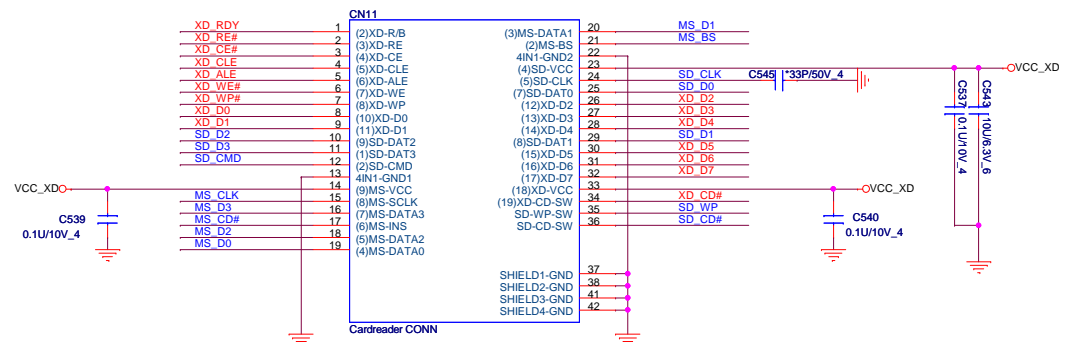 CN11
XD_RDY 1 (2)XD-R/B (3)MS-DATA1 20 MS_D1
XD_RE# 2 (3)XD-RE (2)MS-BS 21 MS_BS
XD_CE# 3 (4)XD-CE 4IN1-GND2 22
XD_CLE 4 (5)XD-CLE (4)SD-VCC 23 VCC_XD
XD_ALE 5 (6)XD-ALE (5)SD-CLK 24 SD_CLK C545 *33P/50V_4
XD_WE# 6 (7)XD-WE (7)SD-DAT0 25 SD_D0
XD_WP# 7 (8)XD-WP (12)XD-D2 26 XD_D2
XD_D0 8 (10)XD-D0 (13)XD-D3 27 XD_D3
XD_D1 9 (11)XD-D1 (14)XD-D4 28 XD_D4
SD_D2 10 (9)SD-DAT2 (8)SD-DAT1 29 SD_D1
SD_D3 11 (1)SD-DAT3 (15)XD-D5 30 XD_D5
SD_CMD 12 (2)SD-CMD (16)XD-D6 31 XD_D6
13 4IN1-GND1 (17)XD-D7 32 XD_D7
VCC_XD 14 (9)MS-VCC (18)XD-VCC 33 VCC_XD
MS_CLK 15 (8)MS-SCLK (19)XD-CD-SW 34 XD_CD#
MS_D3 16 (7)MS-DATA3 SD-WP-SW 35 SD_WP
MS_CD# 17 (6)MS-INS SD-CD-SW 36 SD_CD#
MS_D2 18 (5)MS-DATA2
MS_D0 19 (4)MS-DATA0
SHIELD1-GND 37
SHIELD2-GND 38
SHIELD3-GND 41
SHIELD4-GND 42
Cardreader CONN
C539
0.1U/10V_4
C540
0.1U/10V_4
C537
0.1U/10V_4
C543
10U/6.3V_6